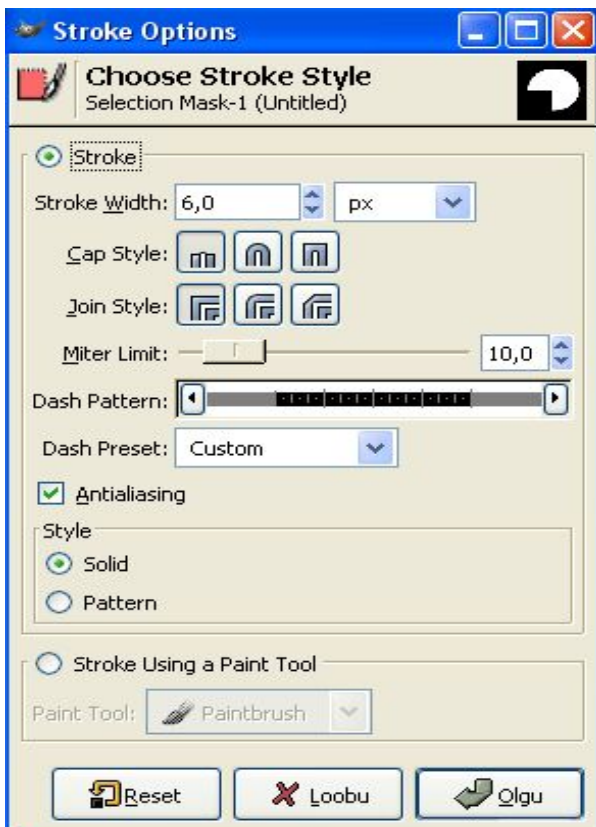 Stroke Options
Choose Stroke Style
Selection Mask-1 (Untitled)
Stroke
Stroke Width: 6,0 px
Cap Style:
Join Style:
Miter Limit: 10,0
Dash Pattern:
Dash Preset: Custom
Antialiasing
Style
Solid
Pattern
Stroke Using a Paint Tool
Paint Tool: Paintbrush
Reset Loobu Olgu